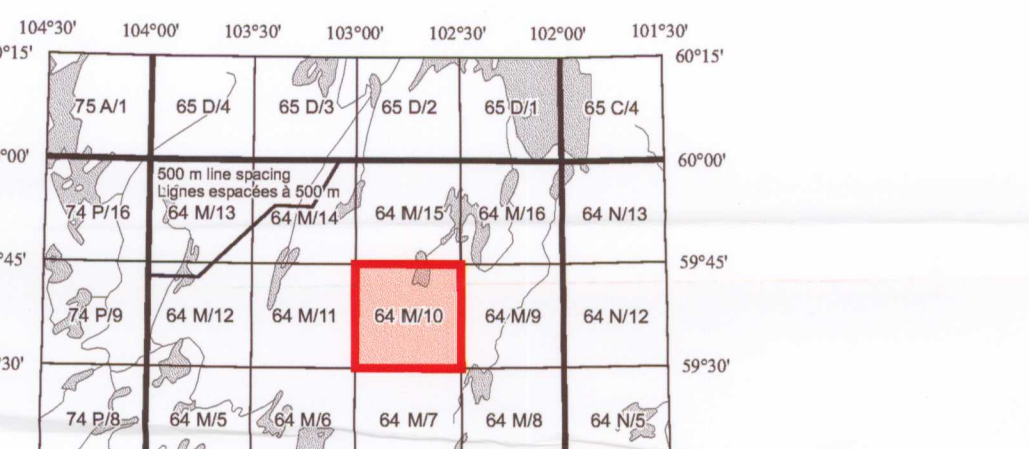 104°30' 104°00' 103°30' 103°00' 102°30' 102°00' 101°30'
°15' 60°15'
75 A/1 65 D/4 65 D/3 65 D/2 65 D/1 65 C/4
°00' 60°00'
500 m line spacing
Lignes espacées à 500 m
74 P/16 64 M/13 64 M/14 64 M/15 64 M/16 64 N/13
°45' 59°45'
74 P/9 64 M/12 64 M/11 64 M/10 64 M/9 64 N/12
°30' 59°30'
74 P/8 64 M/5 64 M/6 64 M/7 64 M/8 64 N/5